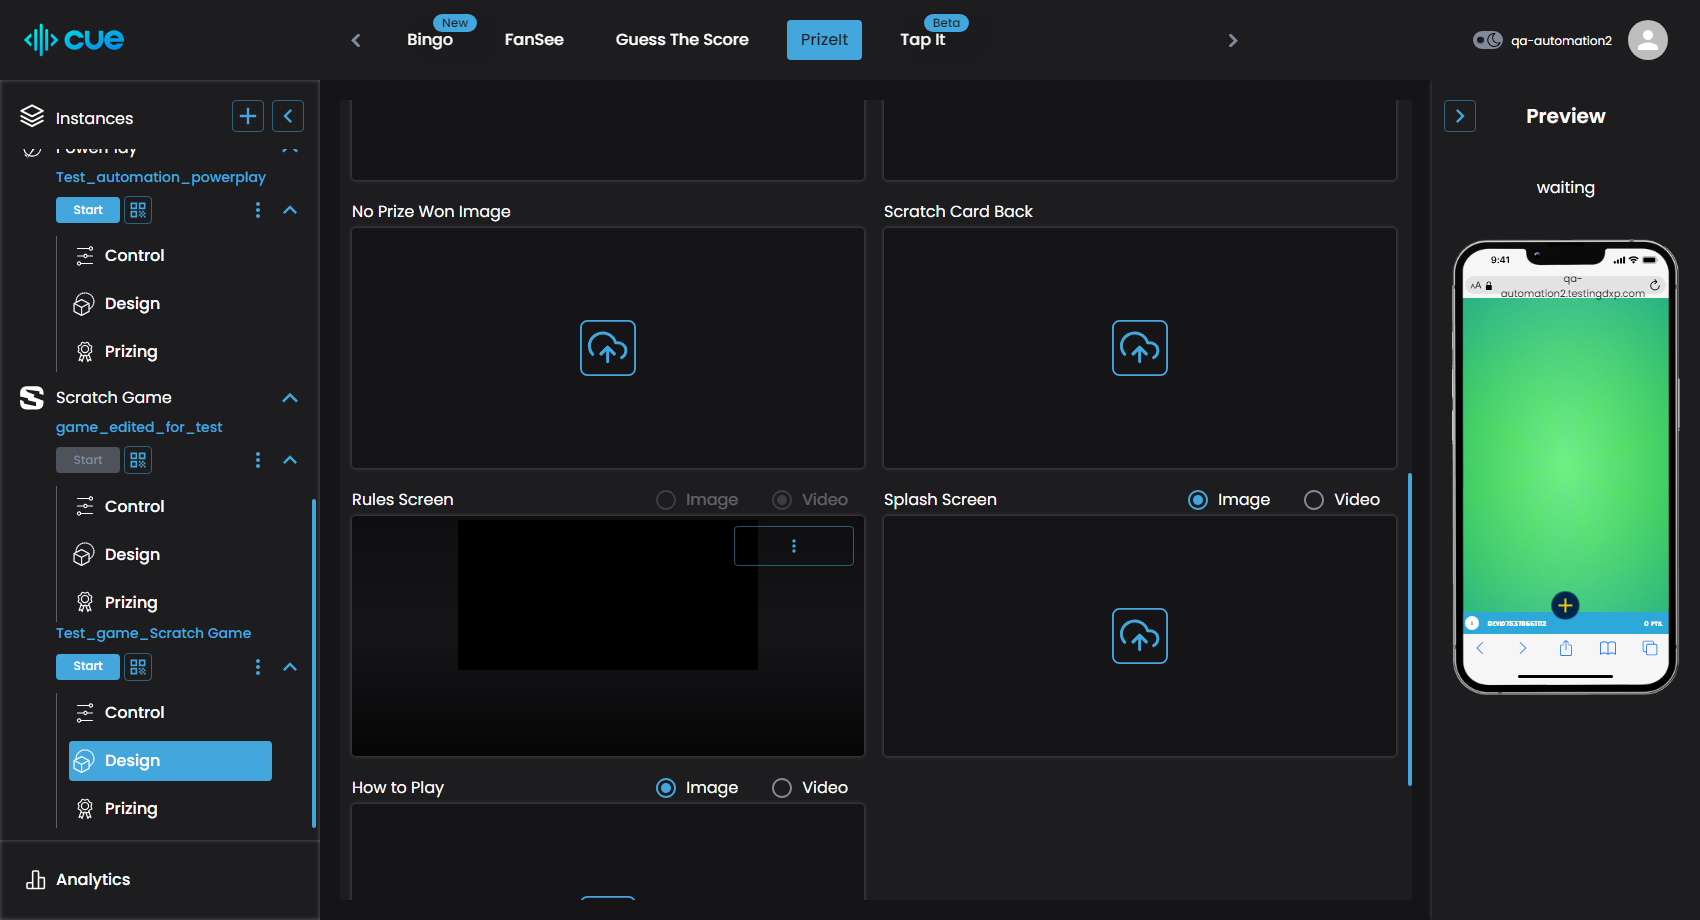 cue
Bingo
New
FanSee
Guess The Score
PrizeIt
Tap It
Beta
qa-automation2
Instances
PowerPlay
Test_automation_powerplay
Start
Control
Design
Prizing
Scratch Game
game_edited_for_test
Start
Control
Design
Prizing
Test_game_Scratch Game
Start
Control
Design
Prizing
Analytics
No Prize Won Image
Scratch Card Back
Rules Screen
Image
Video
Splash Screen
Image
Video
How to Play
Image
Video
Preview
waiting
9:41
AA
qa-
automation2.testingdxp.com
0 PTS.